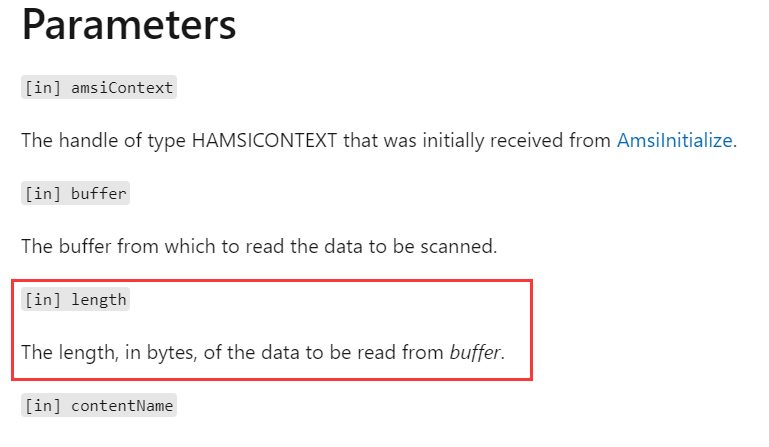 Parameters
[in] amsiContext
The handle of type HAMSICONTEXT that was initially received from AmsiInitialize.
[in] buffer
The buffer from which to read the data to be scanned.
[in] length
The length, in bytes, of the data to be read from buffer.
[in] contentName